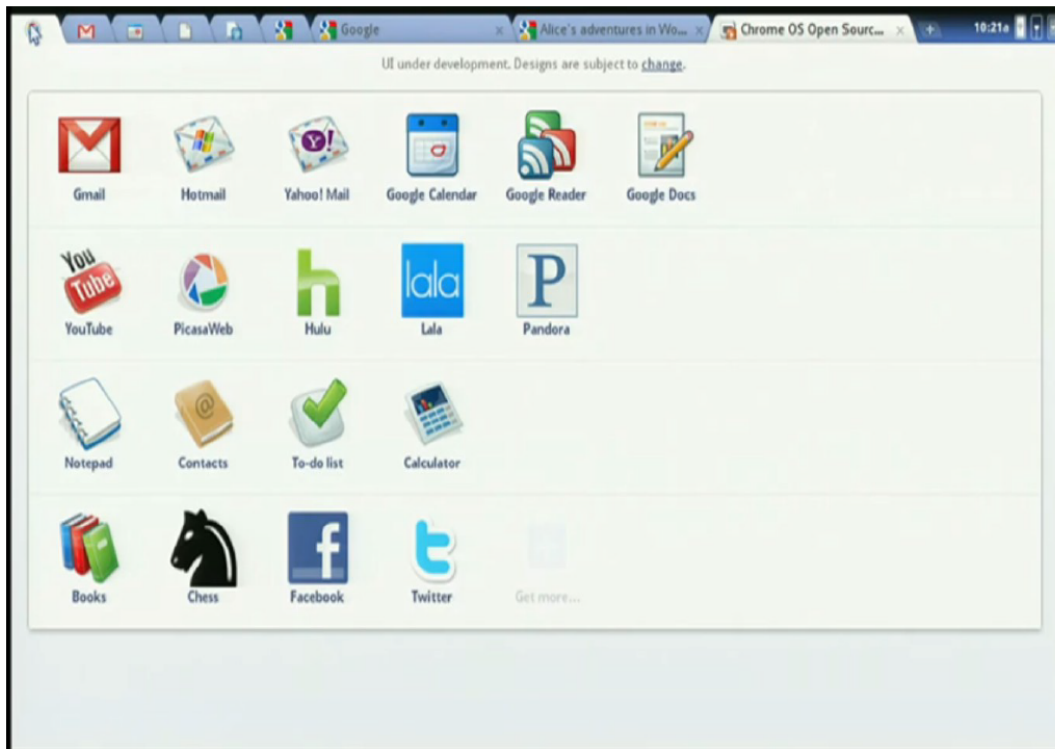 Google
Alice's adventures in Wo...
Chrome OS Open Sourc...
10:21a
UI under development. Designs are subject to change.
Gmail
Hotmail
Yahoo! Mail
Google Calendar
Google Reader
Google Docs
You
Tube
lala
P
YouTube
PicasaWeb
Hulu
Lala
Pandora
Notepad
Contacts
To-do list
Calculator
Books
Chess
Facebook
Twitter
Get more...